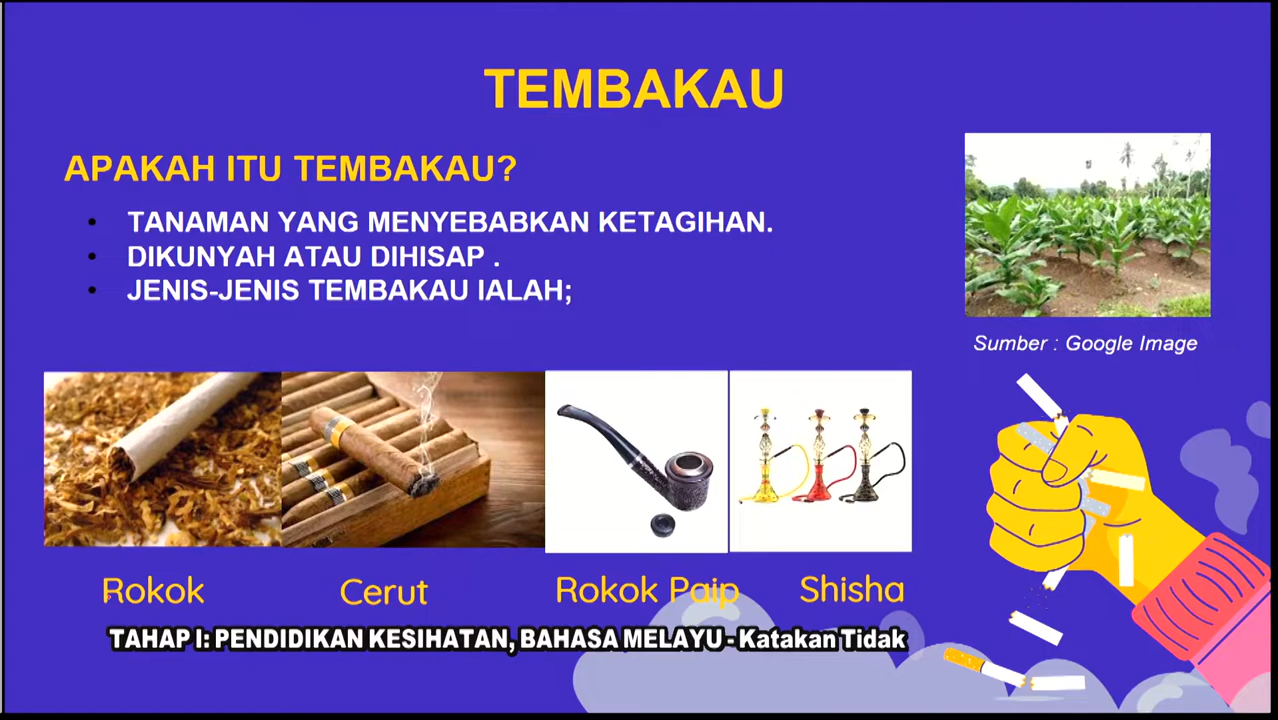 TEMBAKAU
APAKAH ITU TEMBAKAU?
• TANAMAN YANG MENYEBABKAN KETAGIHAN.
• DIKUNYAH ATAU DIHISAP .
• JENIS-JENIS TEMBAKAU IALAH;
Sumber : Google Image
Rokok
Cerut
Rokok Paip
Shisha
TAHAP I: PENDIDIKAN KESIHATAN, BAHASA MELAYU - Katakan Tidak